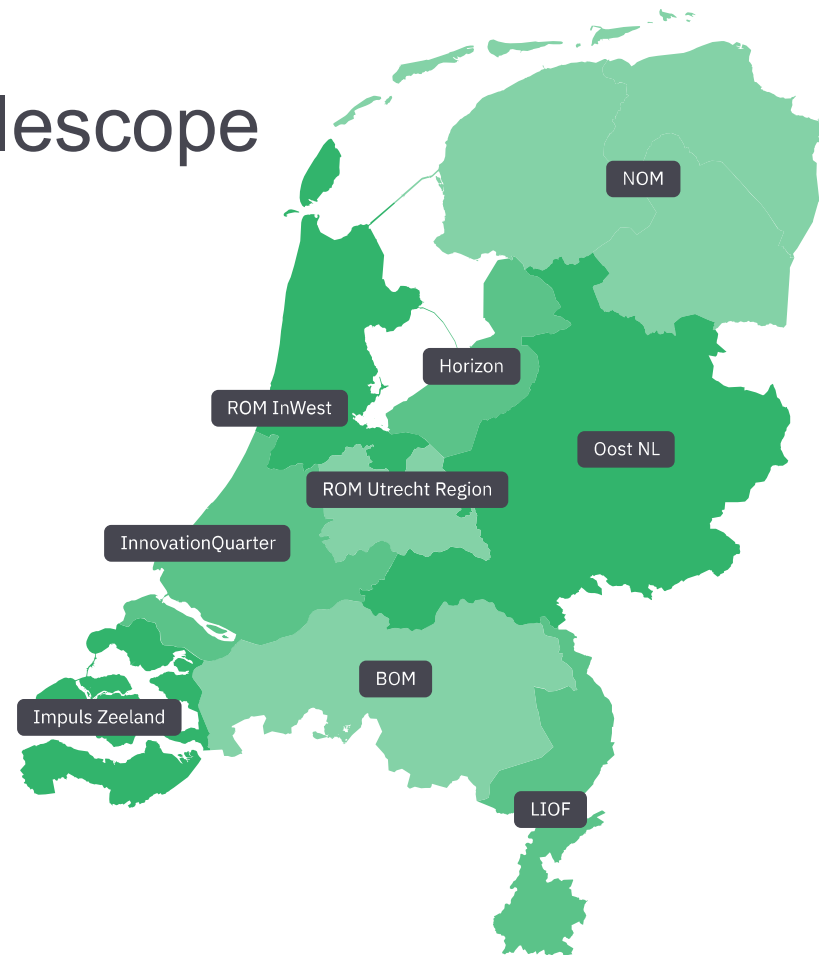 lescope
NOM
Horizon
ROM InWest
Oost NL
ROM Utrecht Region
InnovationQuarter
BOM
Impuls Zeeland
LIOF